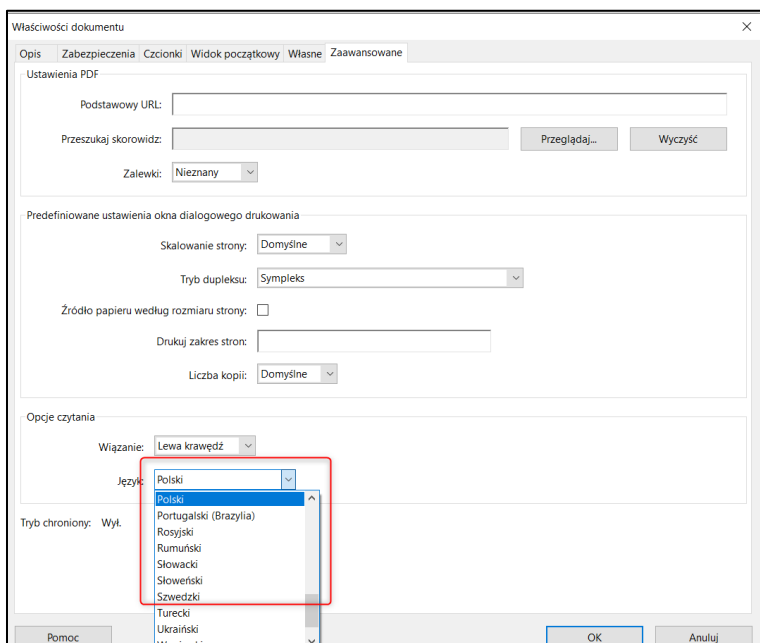 Właściwości dokumentu
Opis Zabezpieczenia Czcionki Widok początkowy Własne Zaawansowane
Ustawienia PDF
Podstawowy URL:
Przeszukaj skorowidz: Przeglądaj... Wyczyść
Zalewki: Nieznany
Predefiniowane ustawienia okna dialogowego drukowania
Skalowanie strony: Domyślne
Tryb dupleksu: Sympleks
Źródło papieru według rozmiaru strony:
Drukuj zakres stron:
Liczba kopii: Domyślne
Opcje czytania
Wiązanie: Lewa krawędź
Język: Polski
Polski
Portugalski (Brazylia)
Rosyjski
Tryb chroniony: Wył.
Rumuński
Słowacki
Słoweński
Szwedzki
Turecki
Ukraiński
Pomoc OK Anuluj